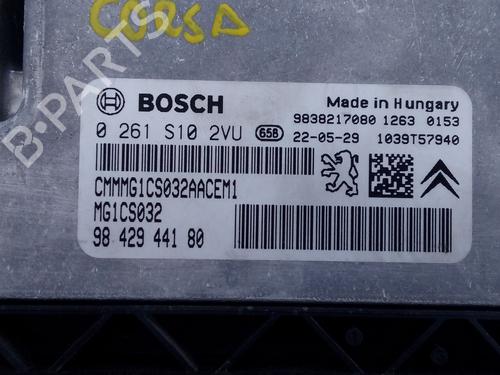 CORSA
B-PARTS
BOSCH
Made in Hungary
9838217080 1263 0153
0 261 S10 2VU 658 22-05-29 1039T57940
CMMMG1CS032AACEM1
MG1CS032
98 429 441 80